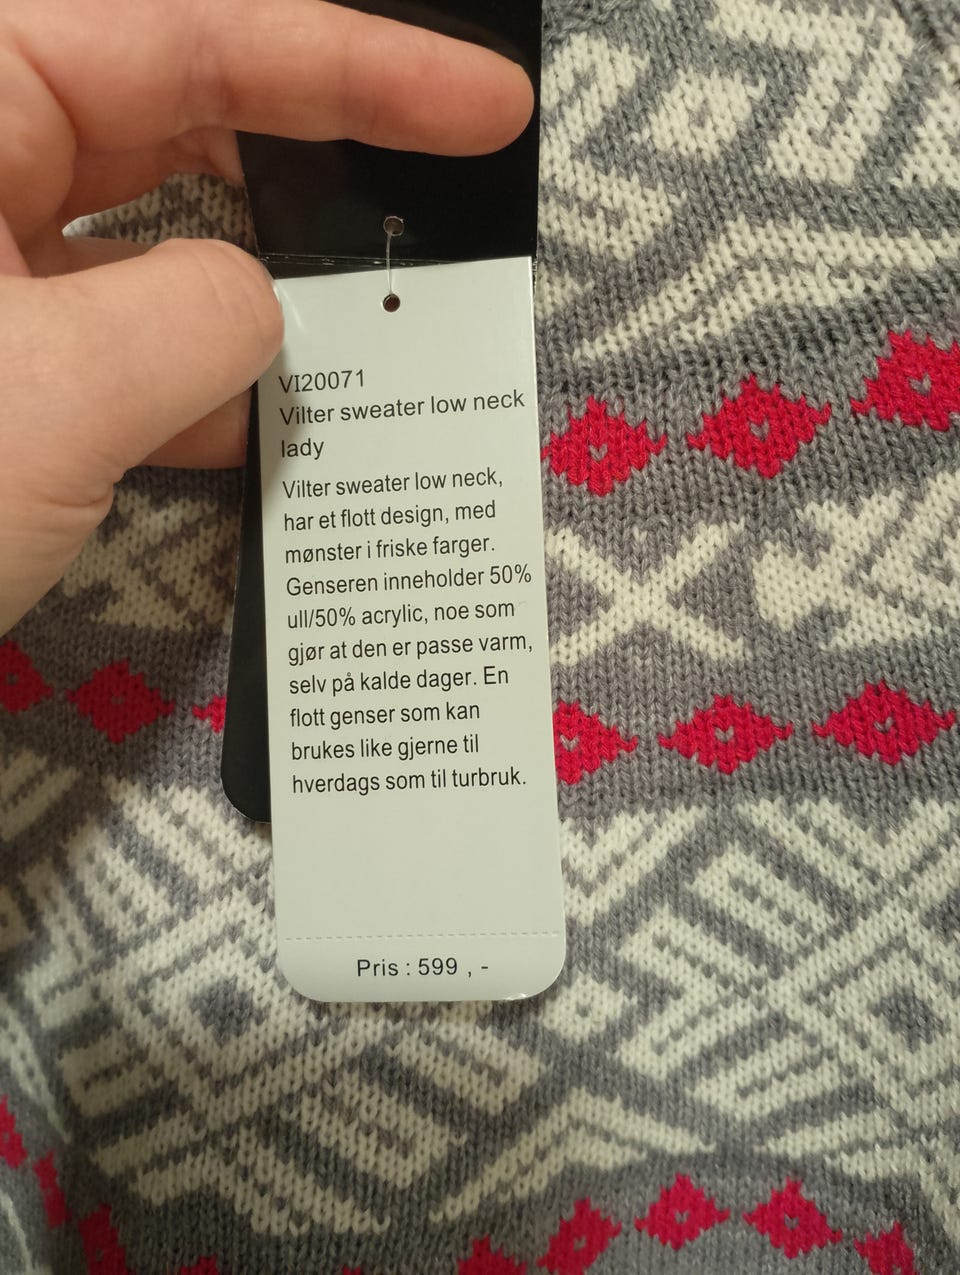 VI20071
Vilter sweater low neck
lady
Vilter sweater low neck,
har et flott design, med
mønster i friske farger.
Genseren inneholder 50%
ull/50% acrylic, noe som
gjør at den er passe varm,
selv på kalde dager. En
flott genser som kan
brukes like gjerne til
hverdags som til turbruk.
Pris : 599 , -